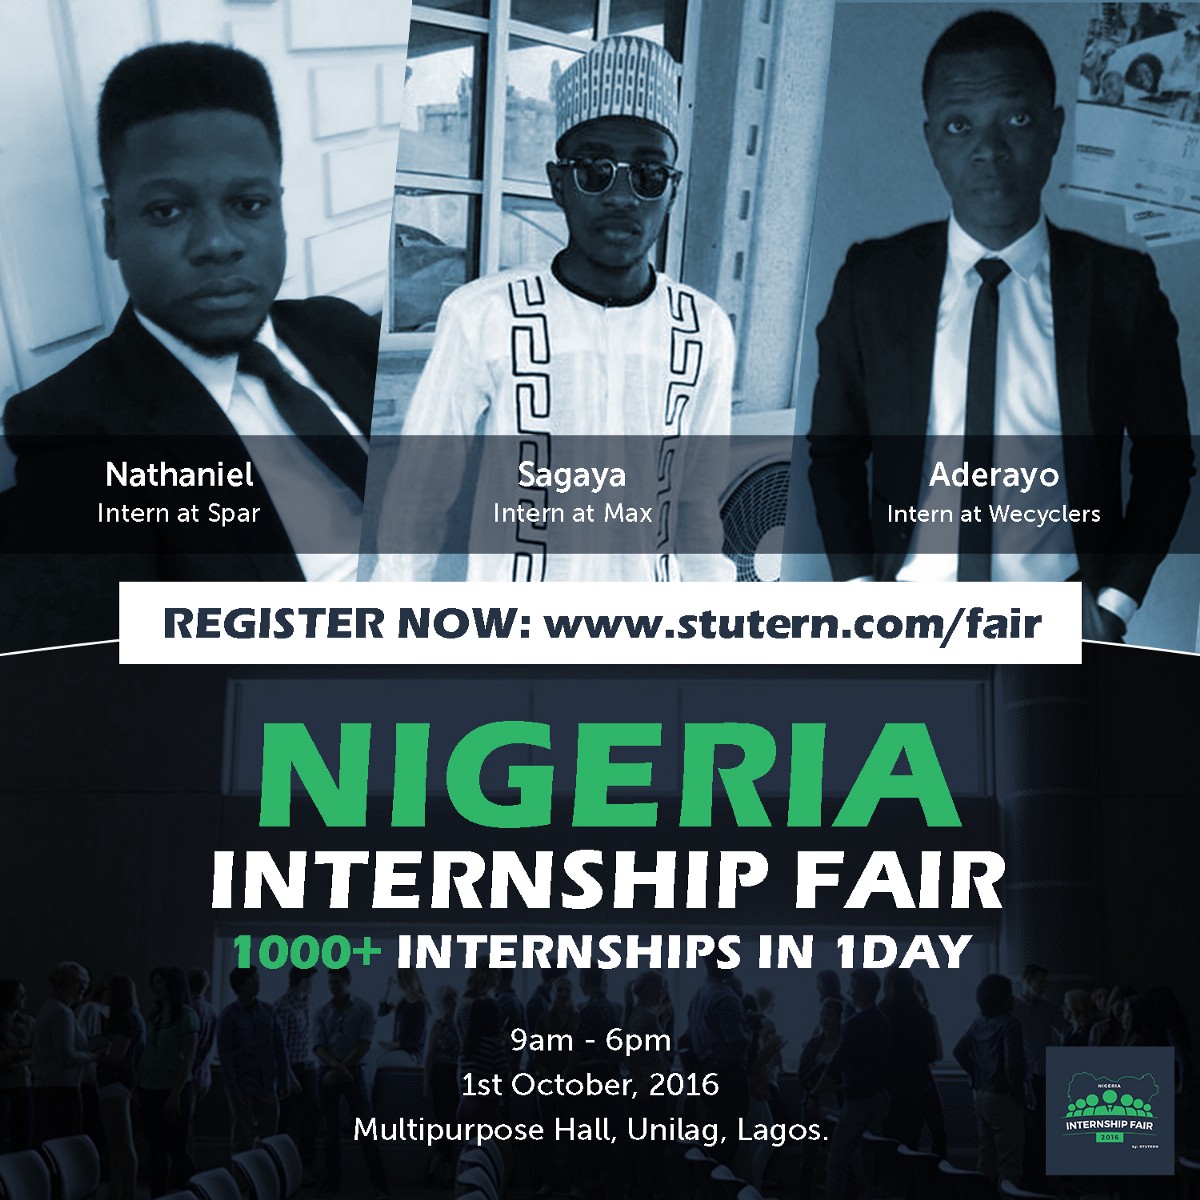 Nathaniel
Intern at Spar
Sagaya
Intern at Max
Aderayo
Intern at Wecyclers
REGISTER NOW: www.stutern.com/fair
NIGERIA
INTERNSHIP FAIR
1000+ INTERNSHIPS IN 1DAY
9am - 6pm
1st October, 2016
Multipurpose Hall, Unilag, Lagos.
NIGERIA
INTERNSHIP FAIR
2016
by: STUTERN